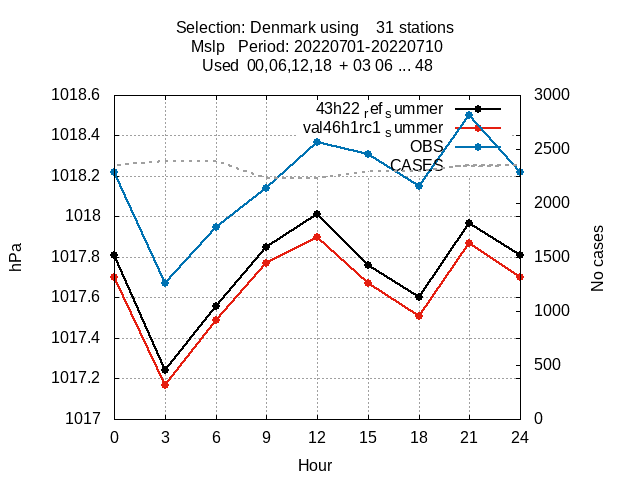 Selection: Denmark using 31 stations
Mslp Period: 20220701-20220710
Used 00,06,12,18 + 03 06 ... 48
1018.6
1018.4
1018.2
1018
1017.8
1017.6
1017.4
1017.2
1017
hPa
43h22 ref summer
val46h1rc1 summer
OBS
CASES
3000
2500
2000
1500
1000
500
0
No cases
0 3 6 9 12 15 18 21 24
Hour